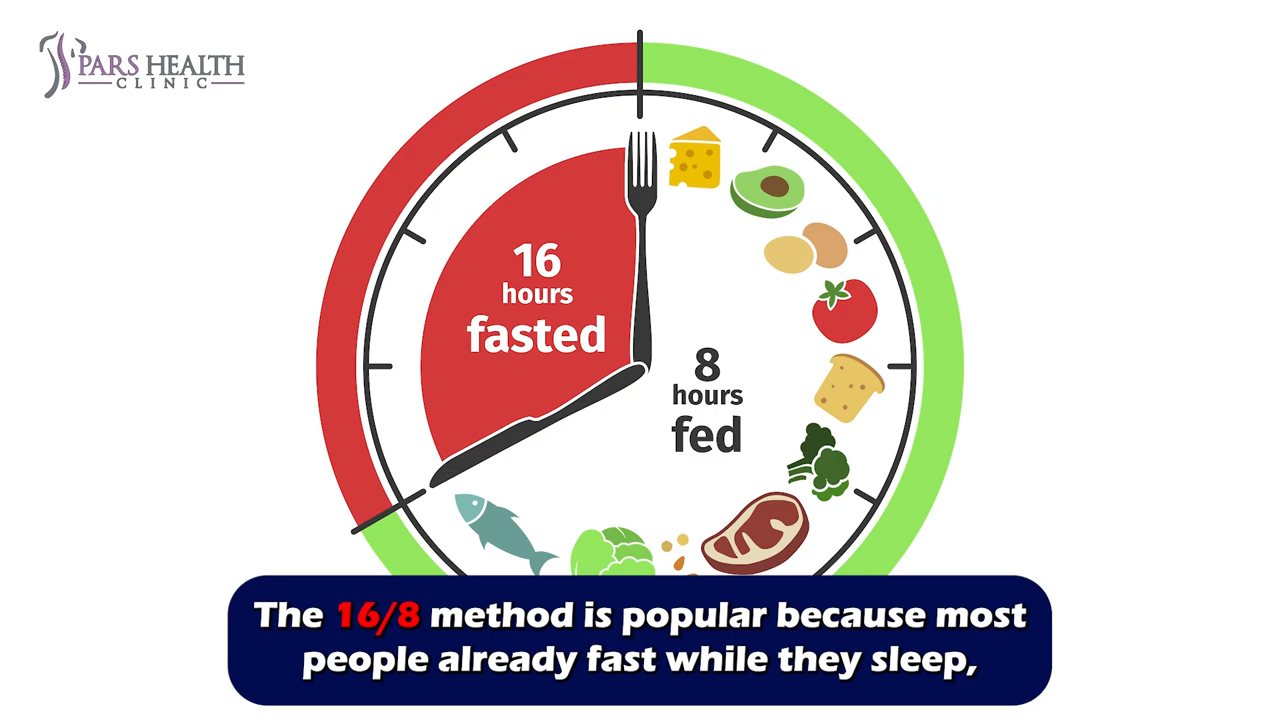 PARS HEALTH
CLINIC
16
hours
fasted
8
hours
fed
The 16/8 method is popular because most
people already fast while they sleep,